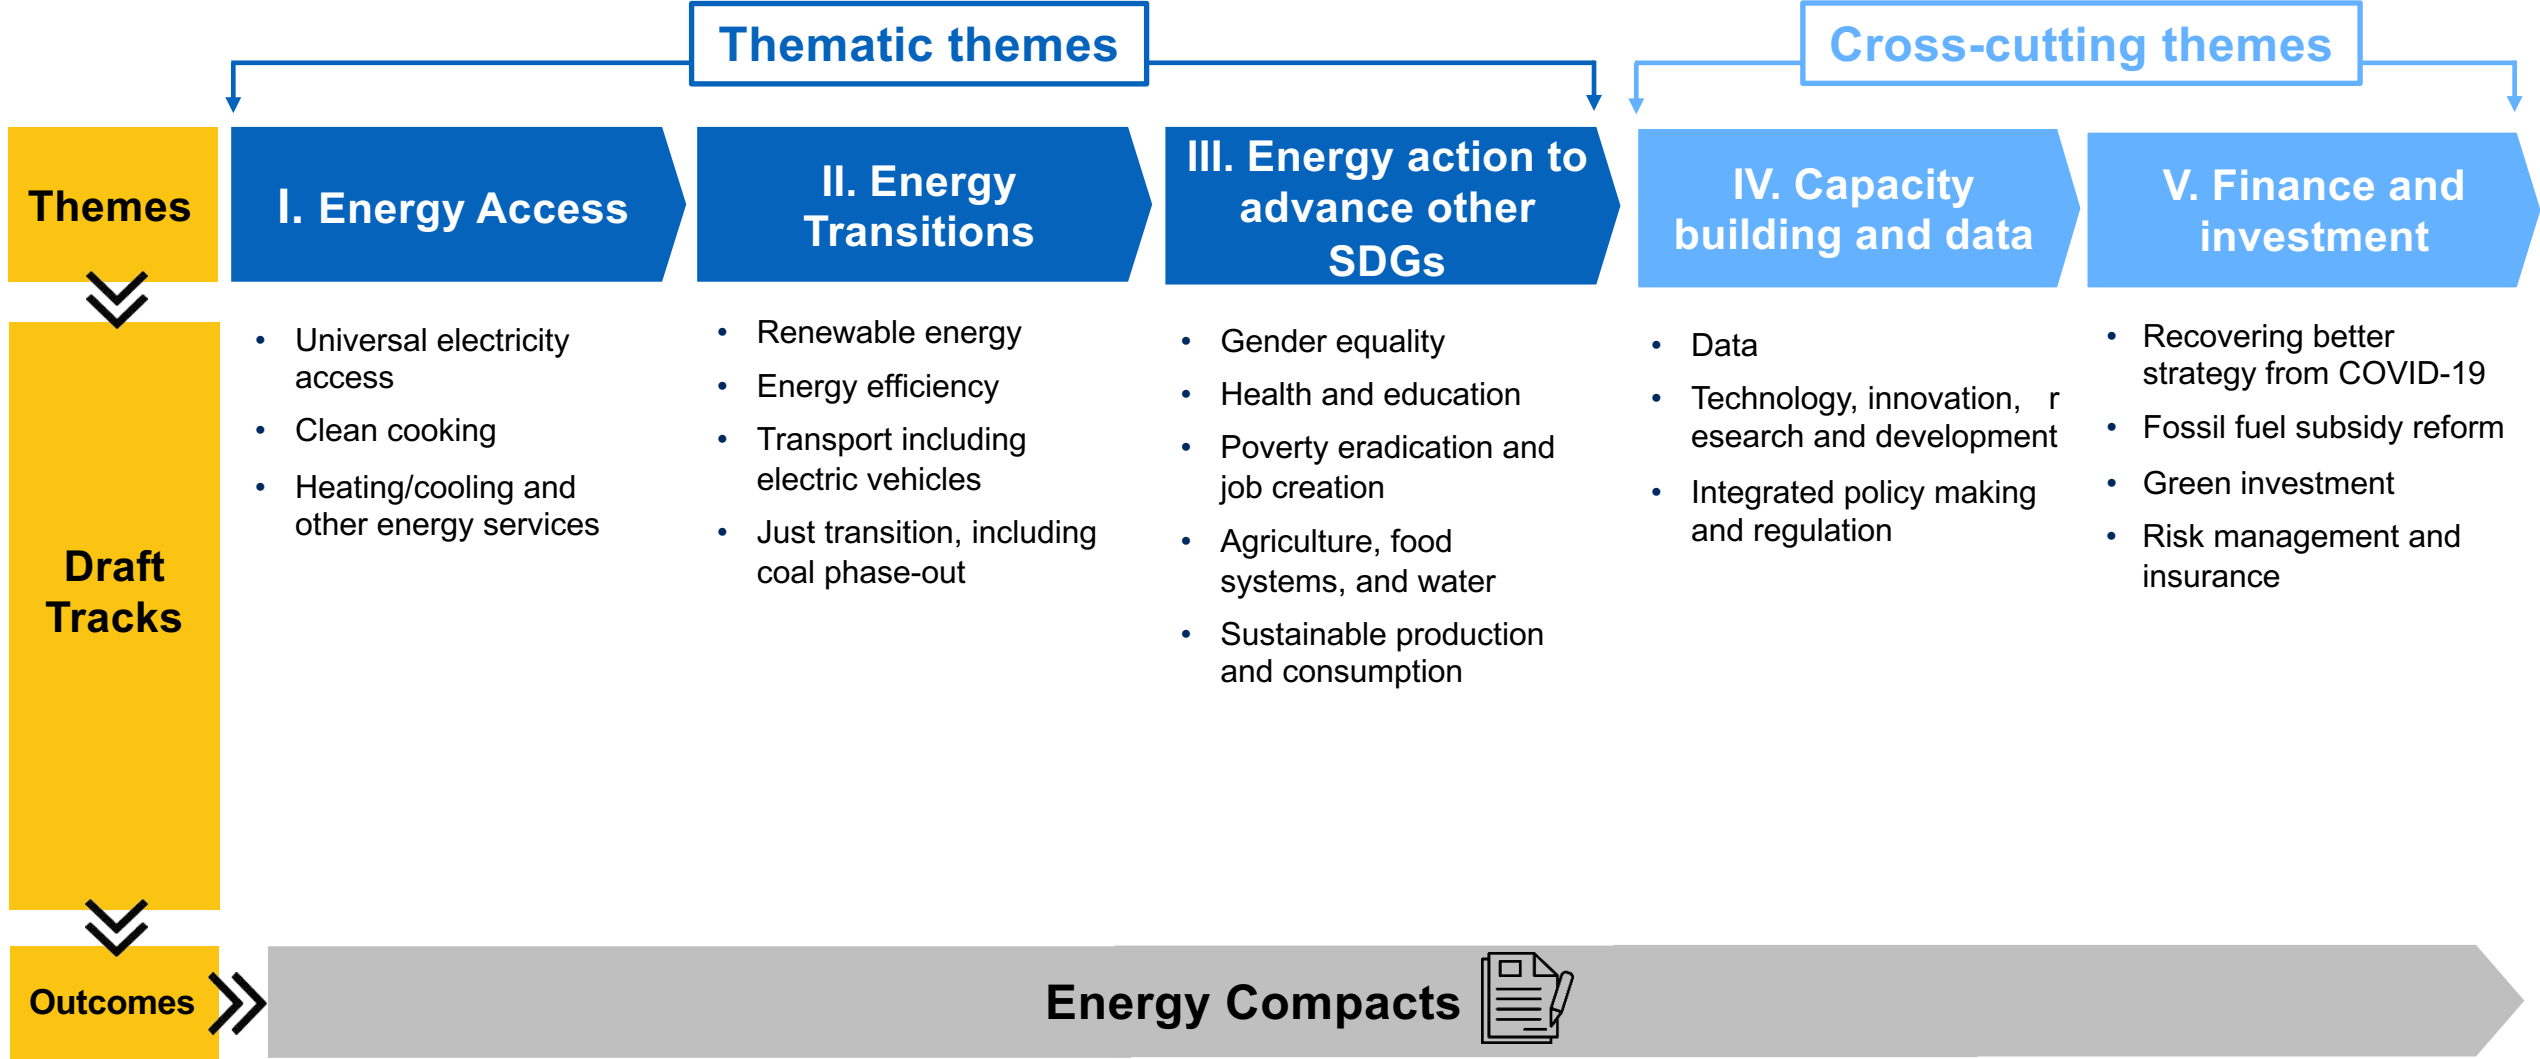 Thematic themes
Cross-cutting themes
Themes
I. Energy Access
II. Energy
Transitions
III. Energy action to
advance other
SDGs
IV. Capacity
building and data
V. Finance and
investment
Draft
Tracks
• Universal electricity
access
• Clean cooking
• Heating/cooling and
other energy services
• Renewable energy
• Energy efficiency
• Transport including
electric vehicles
• Just transition, including
coal phase-out
• Gender equality
• Health and education
• Poverty eradication and
job creation
• Agriculture, food
systems, and water
• Sustainable production
and consumption
• Data
• Technology, innovation, r
esearch and development
• Integrated policy making
and regulation
• Recovering better
strategy from COVID-19
• Fossil fuel subsidy reform
• Green investment
• Risk management and
insurance
Outcomes
Energy Compacts